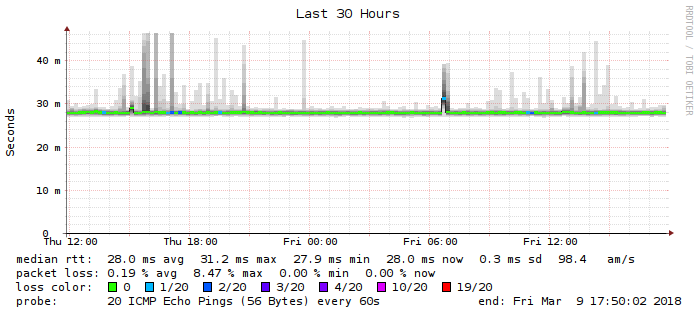 Last 30 Hours
RRDTOOL / TOBI OETIKER
Seconds
40 m
30 m
20 m
10 m
0
Thu 12:00 Thu 18:00 Fri 00:00 Fri 06:00 Fri 12:00
median rtt: 28.0 ms avg 31.2 ms max 27.9 ms min 28.0 ms now 0.3 ms sd 98.4 am/s
packet loss: 0.19 % avg 8.47 % max 0.00 % min 0.00 % now
loss color: 0 1/20 2/20 3/20 4/20 10/20 19/20
probe: 20 ICMP Echo Pings (56 Bytes) every 60s end: Fri Mar 9 17:50:02 2018